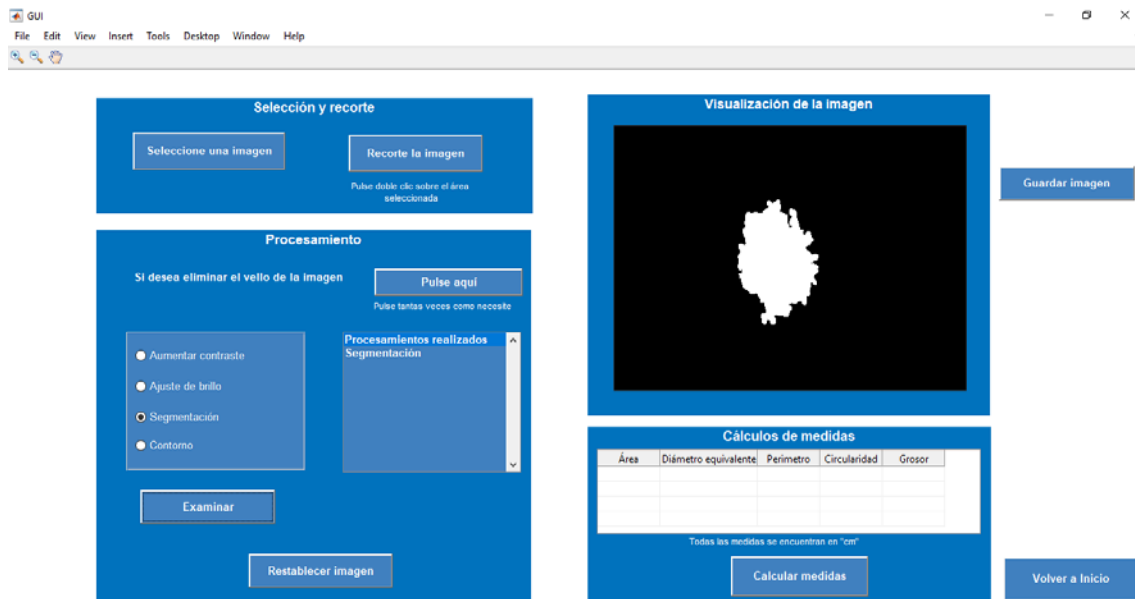 GUI
File Edit View Insert Tools Desktop Window Help
Selección y recorte
Seleccione una imagen
Recorte la imagen
Pulse doble clic sobre el área
seleccionada
Procesamiento
Si desea eliminar el vello de la imagen
Pulse aquí
Pulse tantas veces como necesite
Aumentar contraste
Ajuste de brillo
Segmentación
Contorno
Procesamientos realizados
Segmentación
Examinar
Restablecer imagen
Visualización de la imagen
Guardar imagen
Cálculos de medidas
Área Diámetro equivalente Perimetro Circularidad Grosor
Todas las medidas se encuentran en "cm"
Calcular medidas
Volver a Inicio